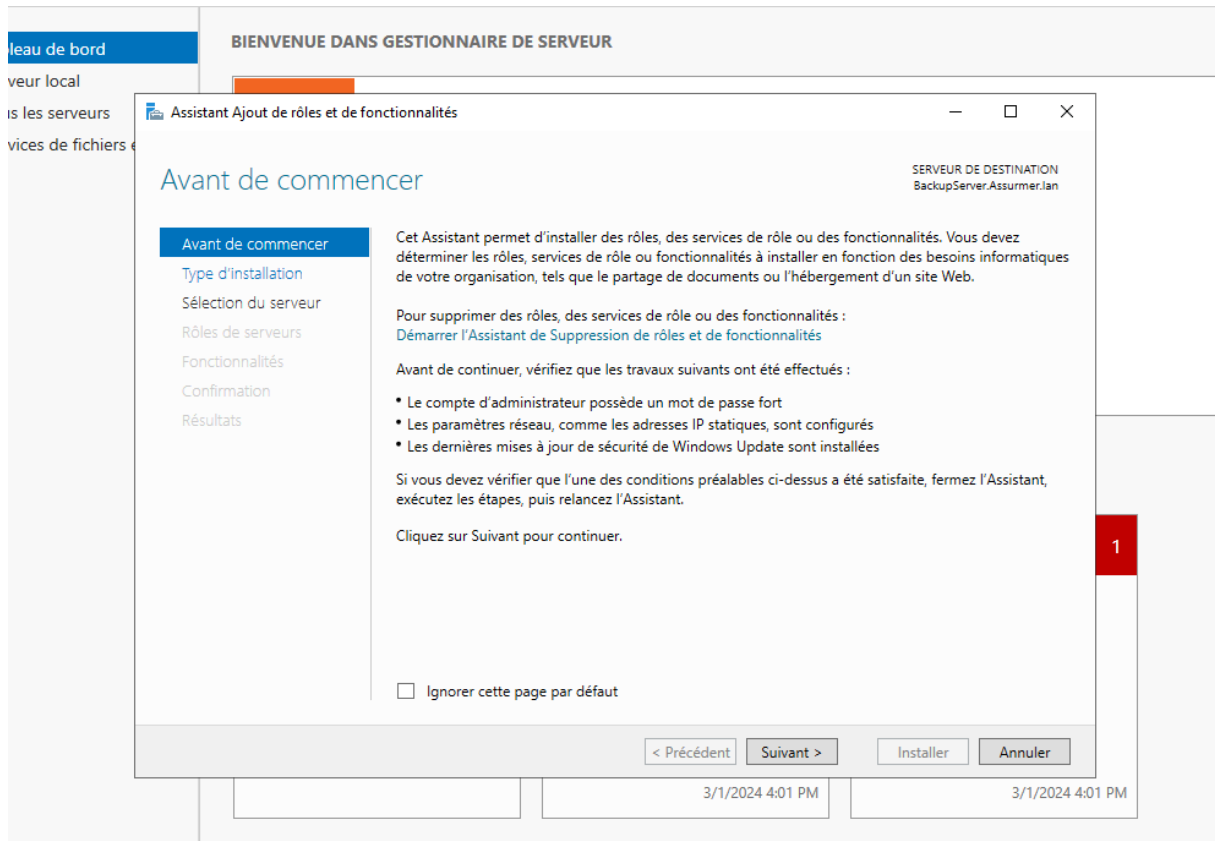 BIENVENUE DANS GESTIONNAIRE DE SERVEUR
bleau de bord
veur local
us les serveurs
vices de fichiers e
Assistant Ajout de rôles et de fonctionnalités
Avant de commencer
SERVEUR DE DESTINATION
BackupServer.Assurmer.lan
Avant de commencer
Type d'installation
Sélection du serveur
Rôles de serveurs
Fonctionnalités
Confirmation
Résultats
Cet Assistant permet d'installer des rôles, des services de rôle ou des fonctionnalités. Vous devez
déterminer les rôles, services de rôle ou fonctionnalités à installer en fonction des besoins informatiques
de votre organisation, tels que le partage de documents ou l'hébergement d'un site Web.
Pour supprimer des rôles, des services de rôle ou des fonctionnalités :
Démarrer l'Assistant de Suppression de rôles et de fonctionnalités
Avant de continuer, vérifiez que les travaux suivants ont été effectués :
• Le compte d'administrateur possède un mot de passe fort
• Les paramètres réseau, comme les adresses IP statiques, sont configurés
• Les dernières mises à jour de sécurité de Windows Update sont installées
Si vous devez vérifier que l'une des conditions préalables ci-dessus a été satisfaite, fermez l'Assistant,
exécutez les étapes, puis relancez l'Assistant.
Cliquez sur Suivant pour continuer.
1
Ignorer cette page par défaut
< Précédent
Suivant >
Installer
Annuler
3/1/2024 4:01 PM
3/1/2024 4:01 PM